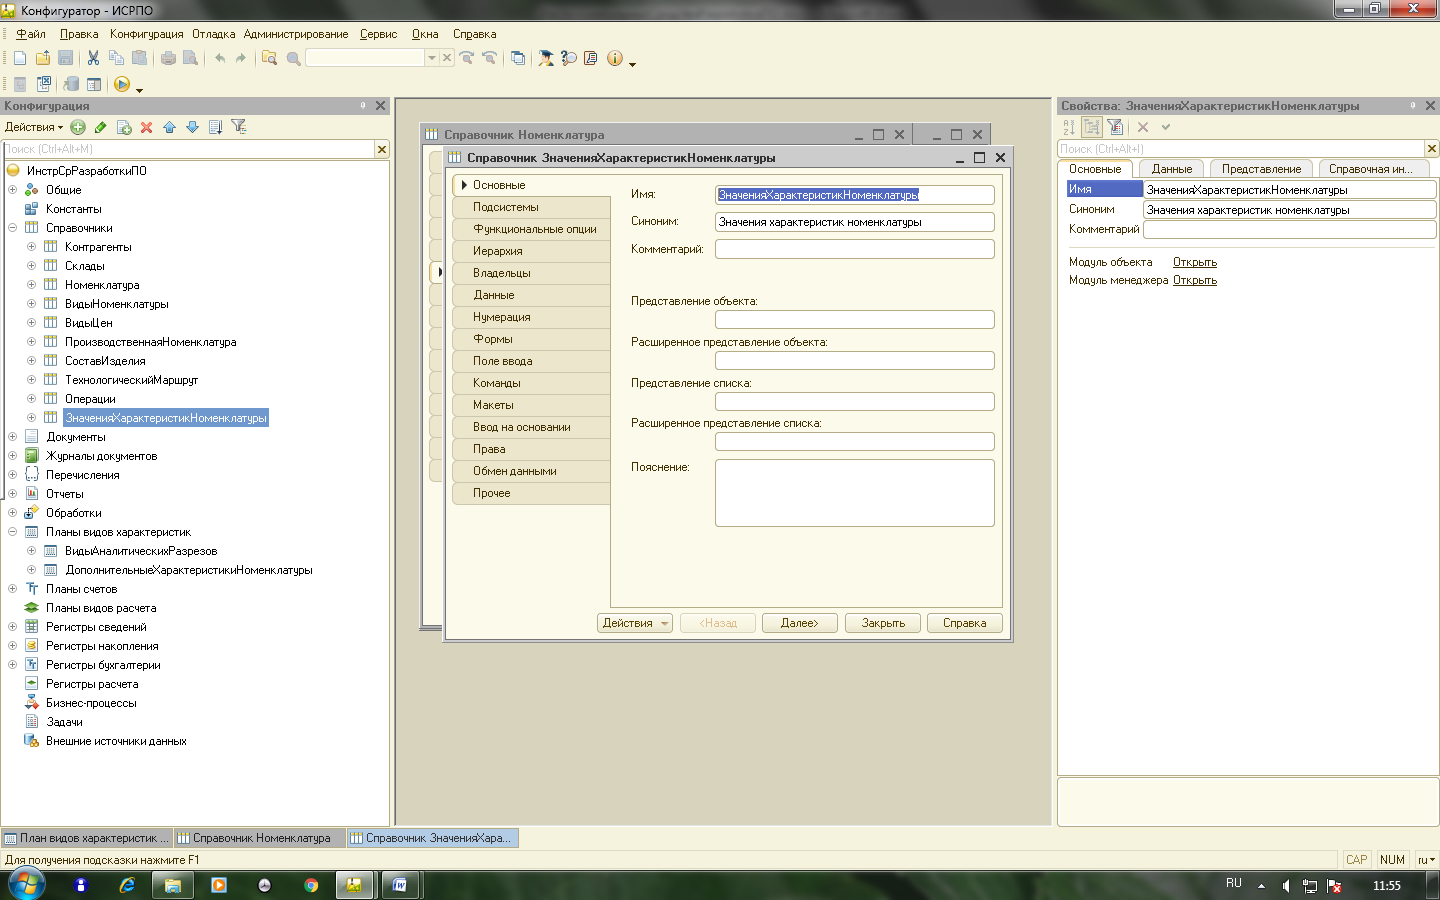 Конфигуратор - ИСРПО
Файл Правка Конфигурация Отладка Администрирование Сервис Окна Справка
Конфигурация
Действия
Поиск (Ctrl+Alt+M)
ИнстрСрРазработкиПО
Общие
Константы
Справочники
Контрагенты
Склады
Номенклатура
ВидыНоменклатуры
ВидыЦен
ПроизводственнаяНоменклатура
СоставИзделия
ТехнологическийМаршрут
Операции
ЗначенияХарактеристикНоменклатуры
Документы
Журналы документов
Перечисления
Отчеты
Обработки
Планы видов характеристик
ВидыАналитическихРазрезов
ДополнительныеХарактеристикиНоменклатуры
Планы счетов
Планы видов расчета
Регистры сведений
Регистры накопления
Регистры бухгалтерии
Регистры расчета
Бизнес-процессы
Задачи
Внешние источники данных
Справочник Номенклатура
Справочник ЗначенияХарактеристикНоменклатуры
Основные
Подсистемы
Функциональные опции
Иерархия
Владельцы
Данные
Нумерация
Формы
Поле ввода
Команды
Макеты
Ввод на основании
Права
Обмен данными
Прочее
Имя: ЗначенияХарактеристикНоменклатуры
Синоним: Значения характеристик номенклатуры
Комментарий:
Представление объекта:
Расширенное представление объекта:
Представление списка:
Расширенное представление списка:
Пояснение:
Действия <Назад Далее> Закрыть Справка
Свойства: ЗначенияХарактеристикНоменклатуры
Поиск (Ctrl+Alt+I)
Основные Данные Представление Справочная ин...
Имя ЗначенияХарактеристикНоменклатуры
Синоним Значения характеристик номенклатуры
Комментарий
Модуль объекта Открыть
Модуль менеджера Открыть
План видов характеристик ... Справочник Номенклатура Справочник ЗначенияХара...
Для получения подсказки нажмите F1 CAP NUM ru
RU 11:55